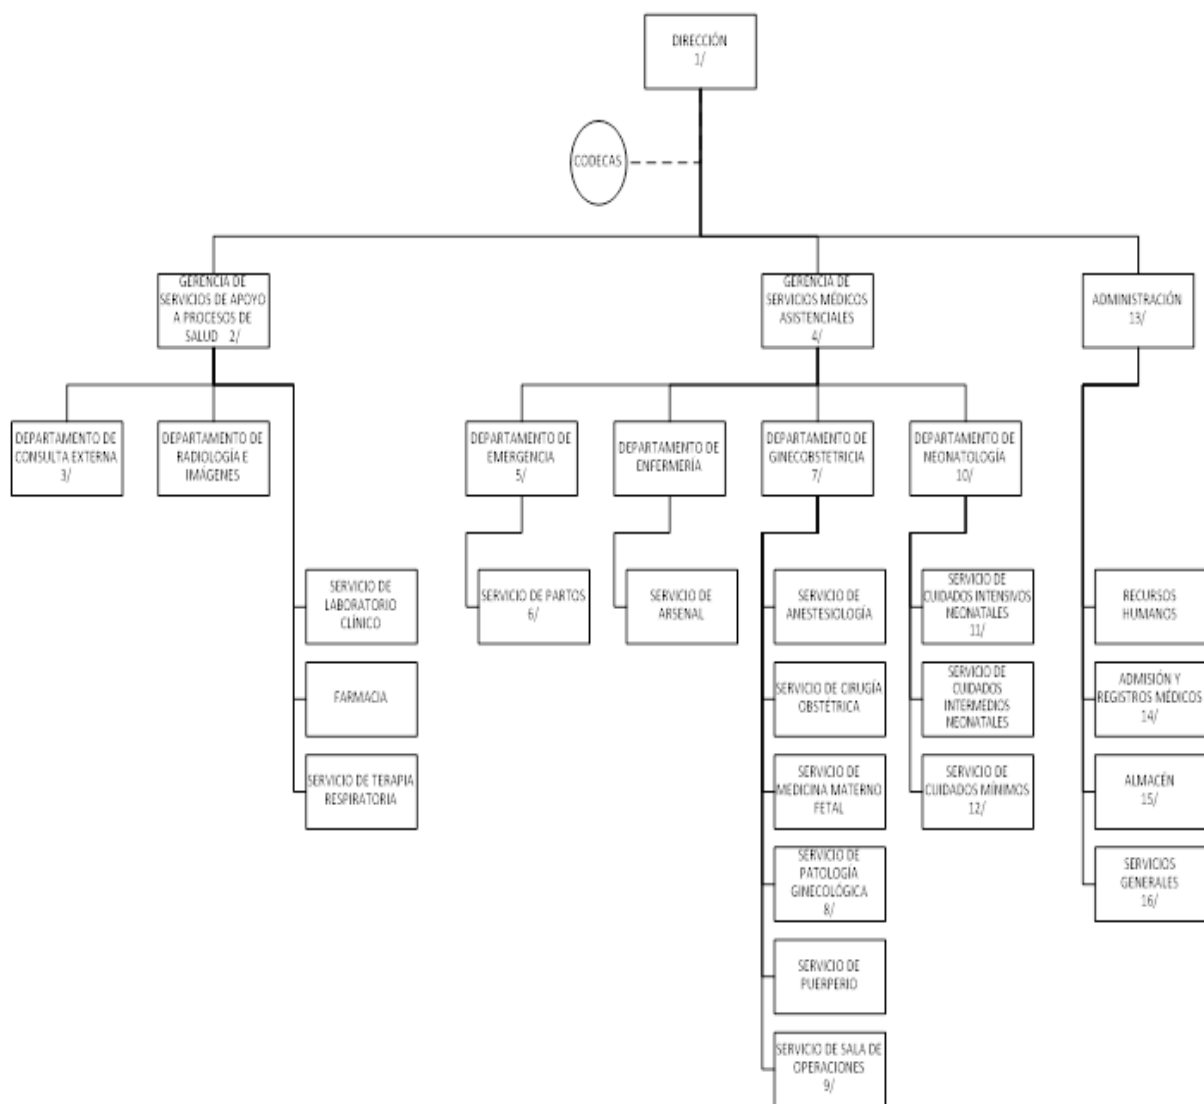 DIRECCIÓN
1/
CODECAS
GERENCIA DE
SERVICIOS DE APOYO
A PROCESOS DE
SALUD 2/
GERENCIA DE
SERVICIOS MÉDICOS
ASISTENCIALES
4/
ADMINISTRACIÓN
13/
DEPARTAMENTO DE
CONSULTA EXTERNA
3/
DEPARTAMENTO DE
RADIOLOGÍA E
IMÁGENES
DEPARTAMENTO DE
EMERGENCIA
5/
DEPARTAMENTO DE
ENFERMERÍA
DEPARTAMENTO DE
GINECOBSTETRICIA
7/
DEPARTAMENTO DE
NEONATOLOGÍA
10/
SERVICIO DE
LABORATORIO
CLÍNICO
FARMACIA
SERVICIO DE TERAPIA
RESPIRATORIA
SERVICIO DE PARTOS
6/
SERVICIO DE
ARSENAL
SERVICIO DE
ANESTESIOLOGÍA
SERVICIO DE CIRUGÍA
OBSTÉTRICA
SERVICIO DE
MEDICINA MATERNO
FETAL
SERVICIO DE
PATOLOGÍA
GINECOLÓGICA
8/
SERVICIO DE
PUERPERIO
SERVICIO DE SALA DE
OPERACIONES
9/
SERVICIO DE
CUIDADOS INTENSIVOS
NEONATALES
11/
SERVICIO DE
CUIDADOS
INTERMEDIOS
NEONATALES
SERVICIO DE
CUIDADOS MÍNIMOS
12/
RECURSOS
HUMANOS
ADMISIÓN Y
REGISTROS MÉDICOS
14/
ALMACÉN
15/
SERVICIOS
GENERALES
16/